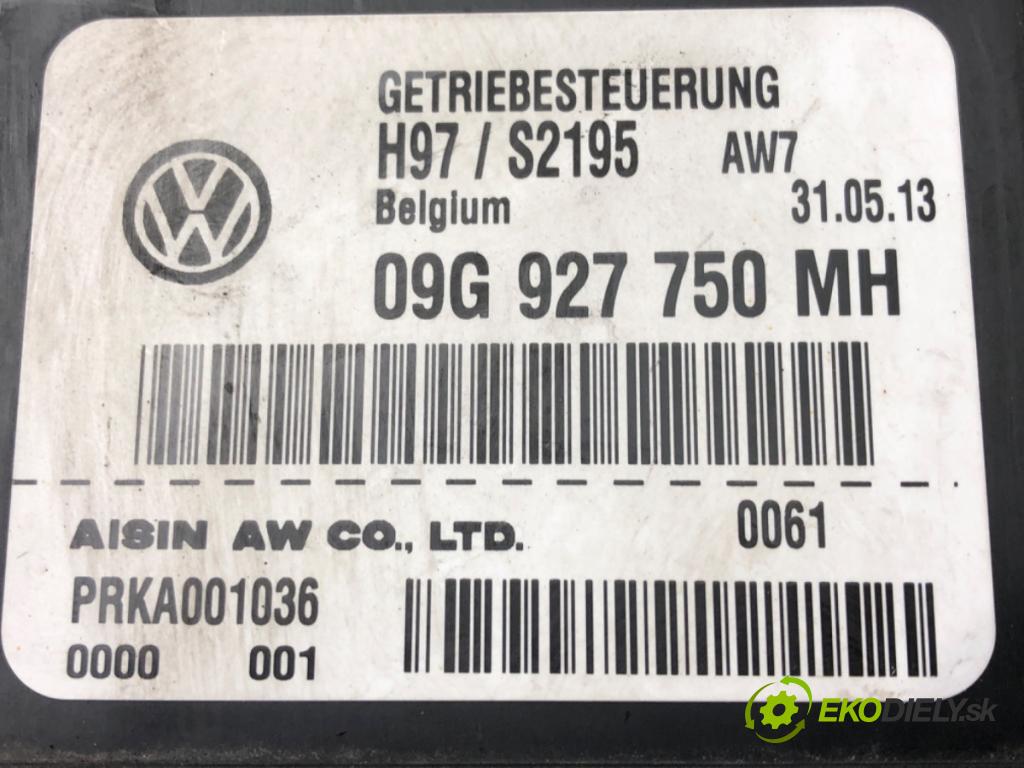 GETRIEBESTEUERUNG
H97 / S2195 AW7
Belgium 31.05.13
09G 927 750 MH
AISIN AW CO., LTD. 0061
PRKA001036
0000 001
EKODIELY.sk